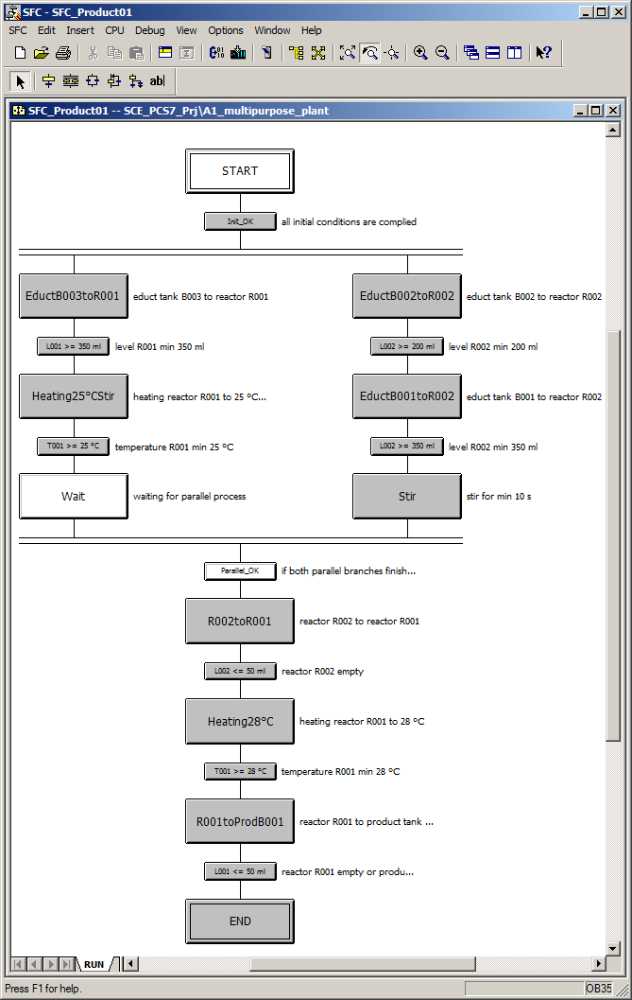 SFC - SFC_Product01
SFC Edit Insert CPU Debug View Options Window Help
abl
SFC_Product01 -- SCE_PCS7_Prj\A1_multipurpose_plant
START
Init_OK all initial conditions are complied
EductB003toR001 educt tank B003 to reactor R001 EductB002toR002 educt tank B002 to reactor R002
L001 >= 350 ml level R001 min 350 ml L002 >= 200 ml level R002 min 200 ml
Heating25°CStir heating reactor R001 to 25 °C... EductB001toR002 educt tank B001 to reactor R002
T001 >= 25 °C temperature R001 min 25 °C L002 >= 350 ml level R002 min 350 ml
Wait waiting for parallel process Stir stir for min 10 s
Parallel_OK if both parallel branches finish...
R002toR001 reactor R002 to reactor R001
L002 <= 50 ml reactor R002 empty
Heating28°C heating reactor R001 to 28 °C
T001 >= 28 °C temperature R001 min 28 °C
R001toProdB001 reactor R001 to product tank ...
L001 <= 50 ml reactor R001 empty or produ...
END
RUN
Press F1 for help. OB35